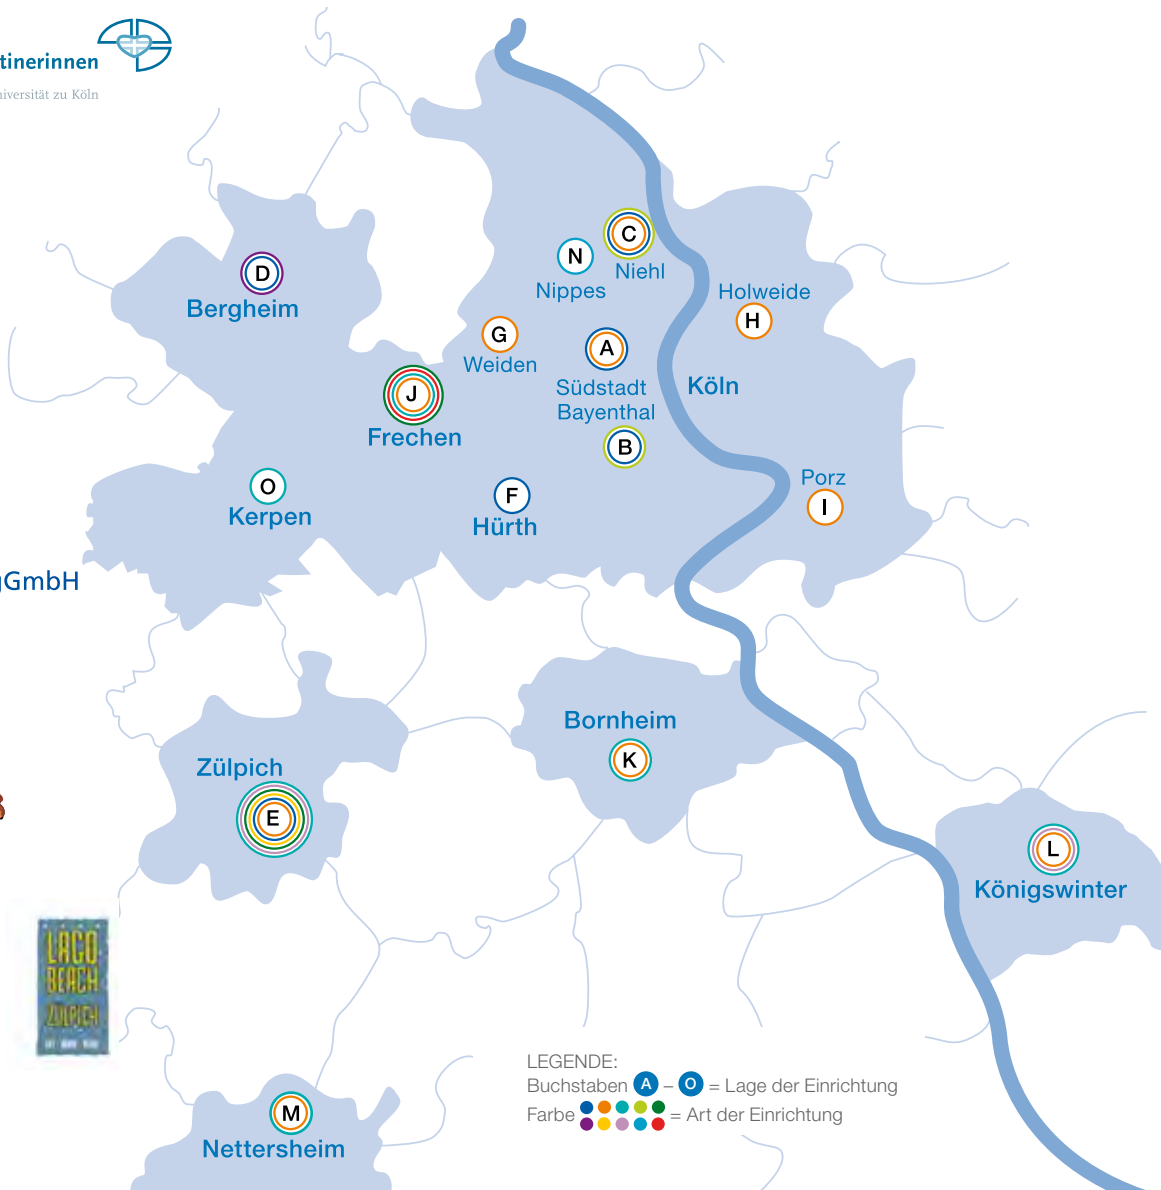 tinerinnen
niversität zu Köln
C
N
Niehl
D
Nippes
Holweide
Bergheim
H
G
A
Weiden
Südstadt
Köln
J
Bayenthal
Frechen
B
Porz
O
F
I
Kerpen
Hürth
gGmbH
Bornheim
Zülpich
K
E
L
Königswinter
LAGO
BEACH
ZÜLPICH
LEGENDE:
Buchstaben A – O = Lage der Einrichtung
Farbe = Art der Einrichtung
M
Nettersheim